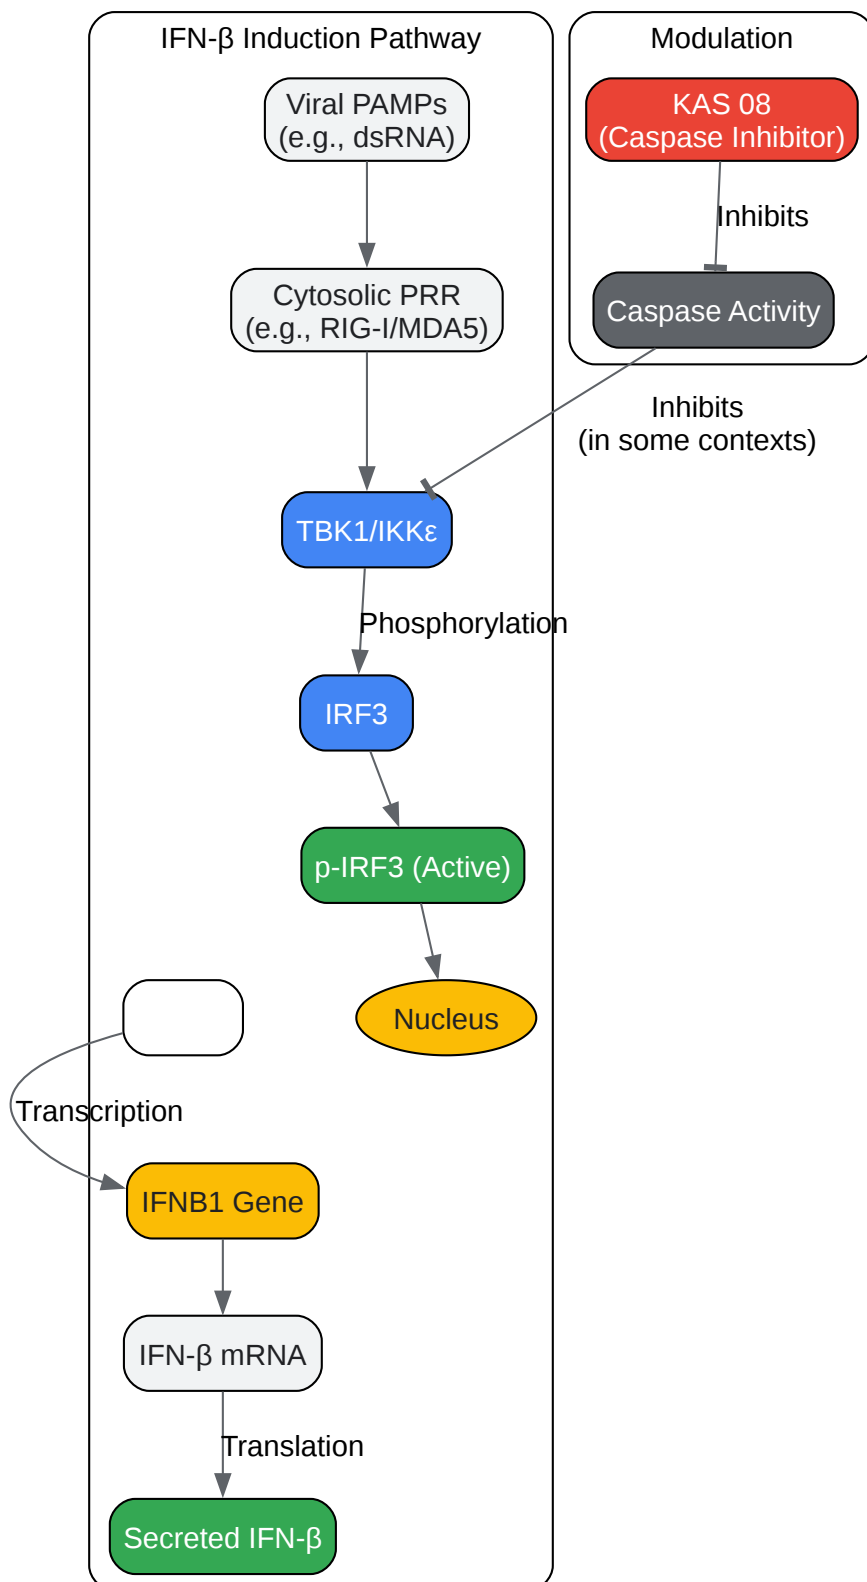 IFN-β Induction Pathway
Modulation
Viral PAMPs
(e.g., dsRNA)
KAS 08
(Caspase Inhibitor)
Inhibits
Cytosolic PRR
(e.g., RIG-I/MDA5)
Caspase Activity
Inhibits
(in some contexts)
TBK1/IKKε
Phosphorylation
IRF3
p-IRF3 (Active)
Nucleus
Transcription
IFNB1 Gene
IFN-β mRNA
Translation
Secreted IFN-β